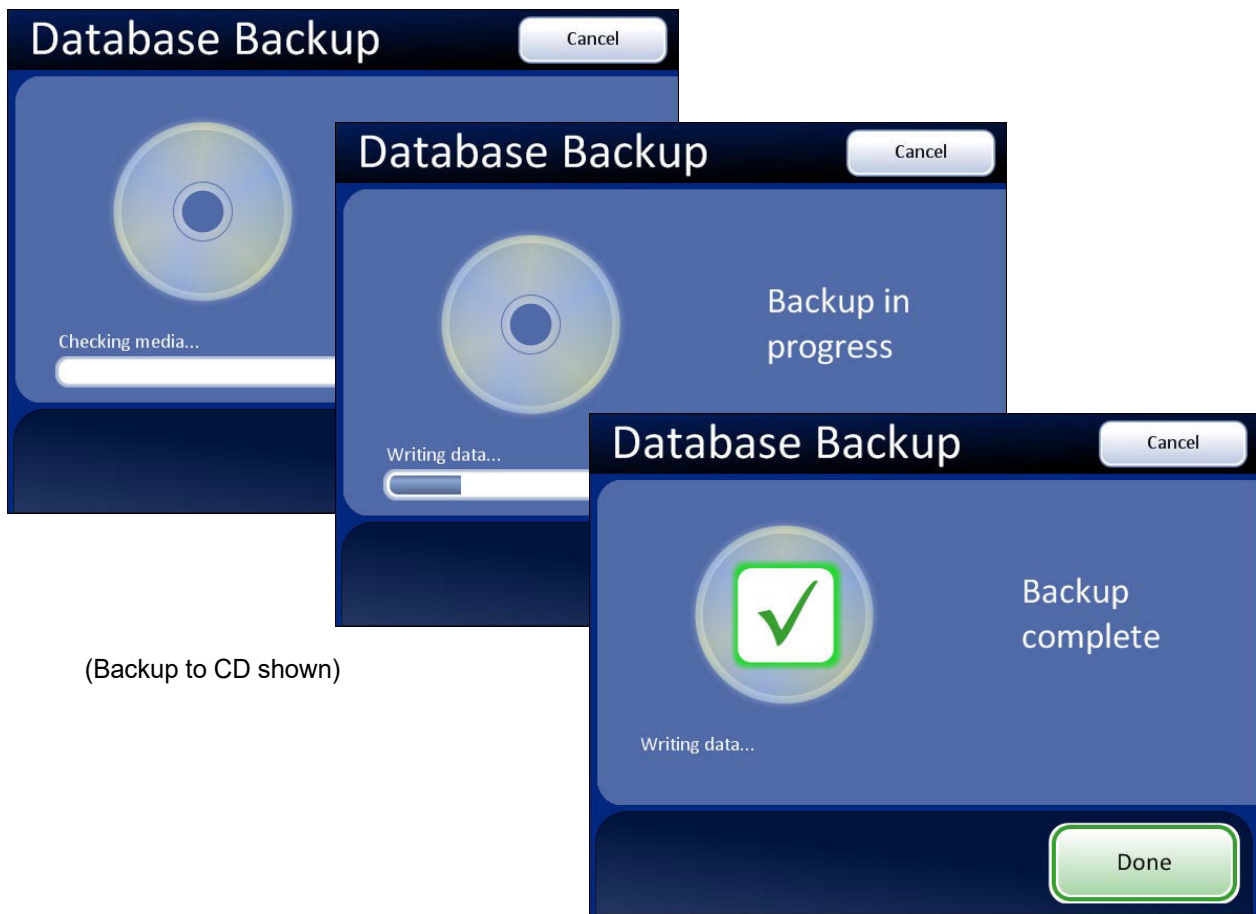 Database Backup
Cancel
Checking media...
Database Backup
Cancel
Backup in
progress
Writing data...
Database Backup
Cancel
Backup
complete
Writing data...
Done
(Backup to CD shown)